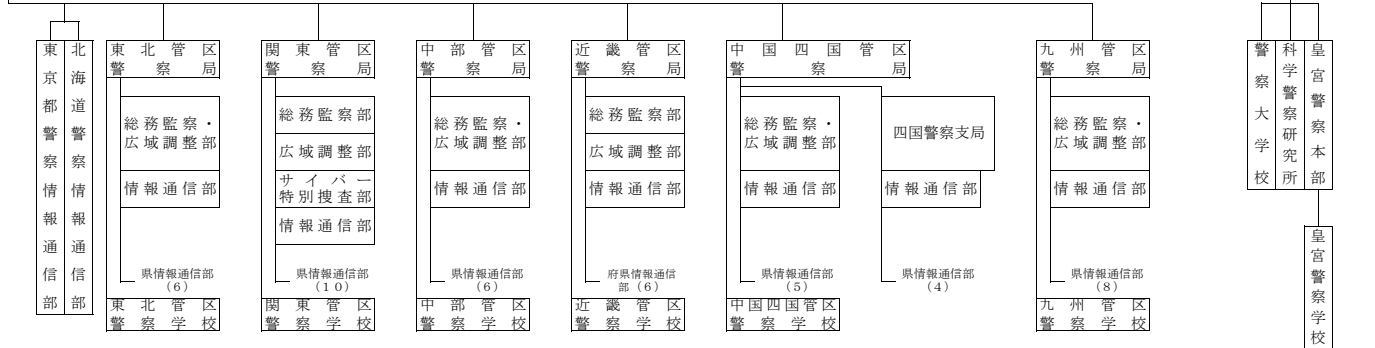 東京都警察情報通信部
北海道警察情報通信部
東北管区
警察局
総務監察・
広域調整部
情報通信部
県情報通信部
（６）
東北管区
警察学校
関東管区
警察局
総務監察部
広域調整部
サイバー
特別捜査部
情報通信部
県情報通信部
（１０）
関東管区
警察学校
中部管区
警察局
総務監察・
広域調整部
情報通信部
県情報通信部
（６）
中部管区
警察学校
近畿管区
警察局
総務監察部
広域調整部
情報通信部
府県情報通信
部（６）
近畿管区
警察学校
中国四国管区
警察局
総務監察・
広域調整部
情報通信部
県情報通信部
（５）
四国警察支局
情報通信部
県情報通信部
（４）
中国四国管区
警察学校
九州管区
警察局
総務監察・
広域調整部
情報通信部
県情報通信部
（８）
九州管区
警察学校
警察大学校
科学警察研究所
皇宮警察本部
皇宮警察学校